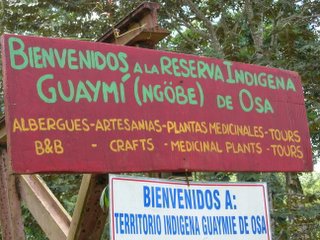 BIENVENIDOS A LA RESERVA INDIGENA
GUAYMÍ (NGÖBE) DE OSA
ALBERGUES-ARTESANIAS-PLANTAS MEDICINALES-TOURS
B&B - CRAFTS - MEDICINAL PLANTS - TOURS
BIENVENIDOS A:
TERRITORIO INDIGENA GUAYMIE DE OSA